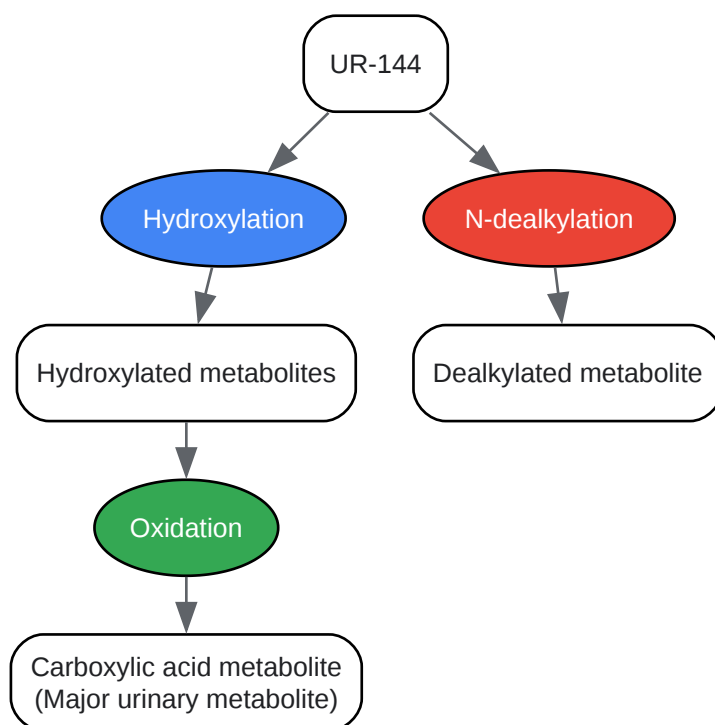 UR-144
Hydroxylation
N-dealkylation
Hydroxylated metabolites
Dealkylated metabolite
Oxidation
Carboxylic acid metabolite
(Major urinary metabolite)